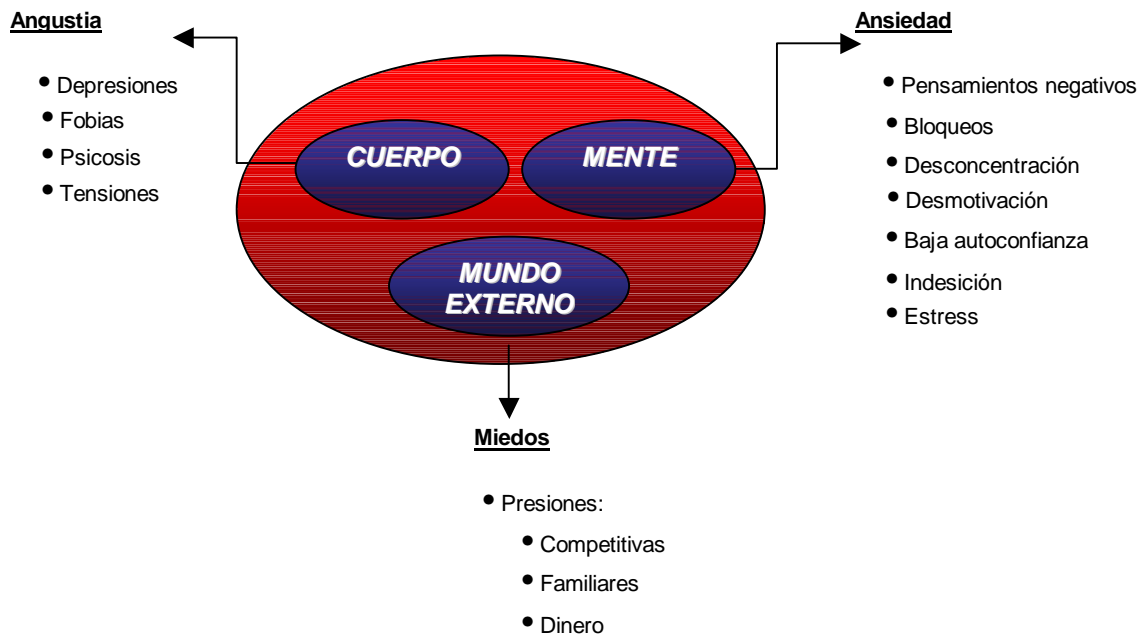 Angustia
• Depresiones
• Fobias
• Psicosis
• Tensiones
Ansiedad
• Pensamientos negativos
• Bloqueos
• Desconcentración
• Desmotivación
• Baja autoconfianza
• Indesición
• Estress
CUERPO
MENTE
MUNDO
EXTERNO
Miedos
• Presiones:
• Competitivas
• Familiares
• Dinero